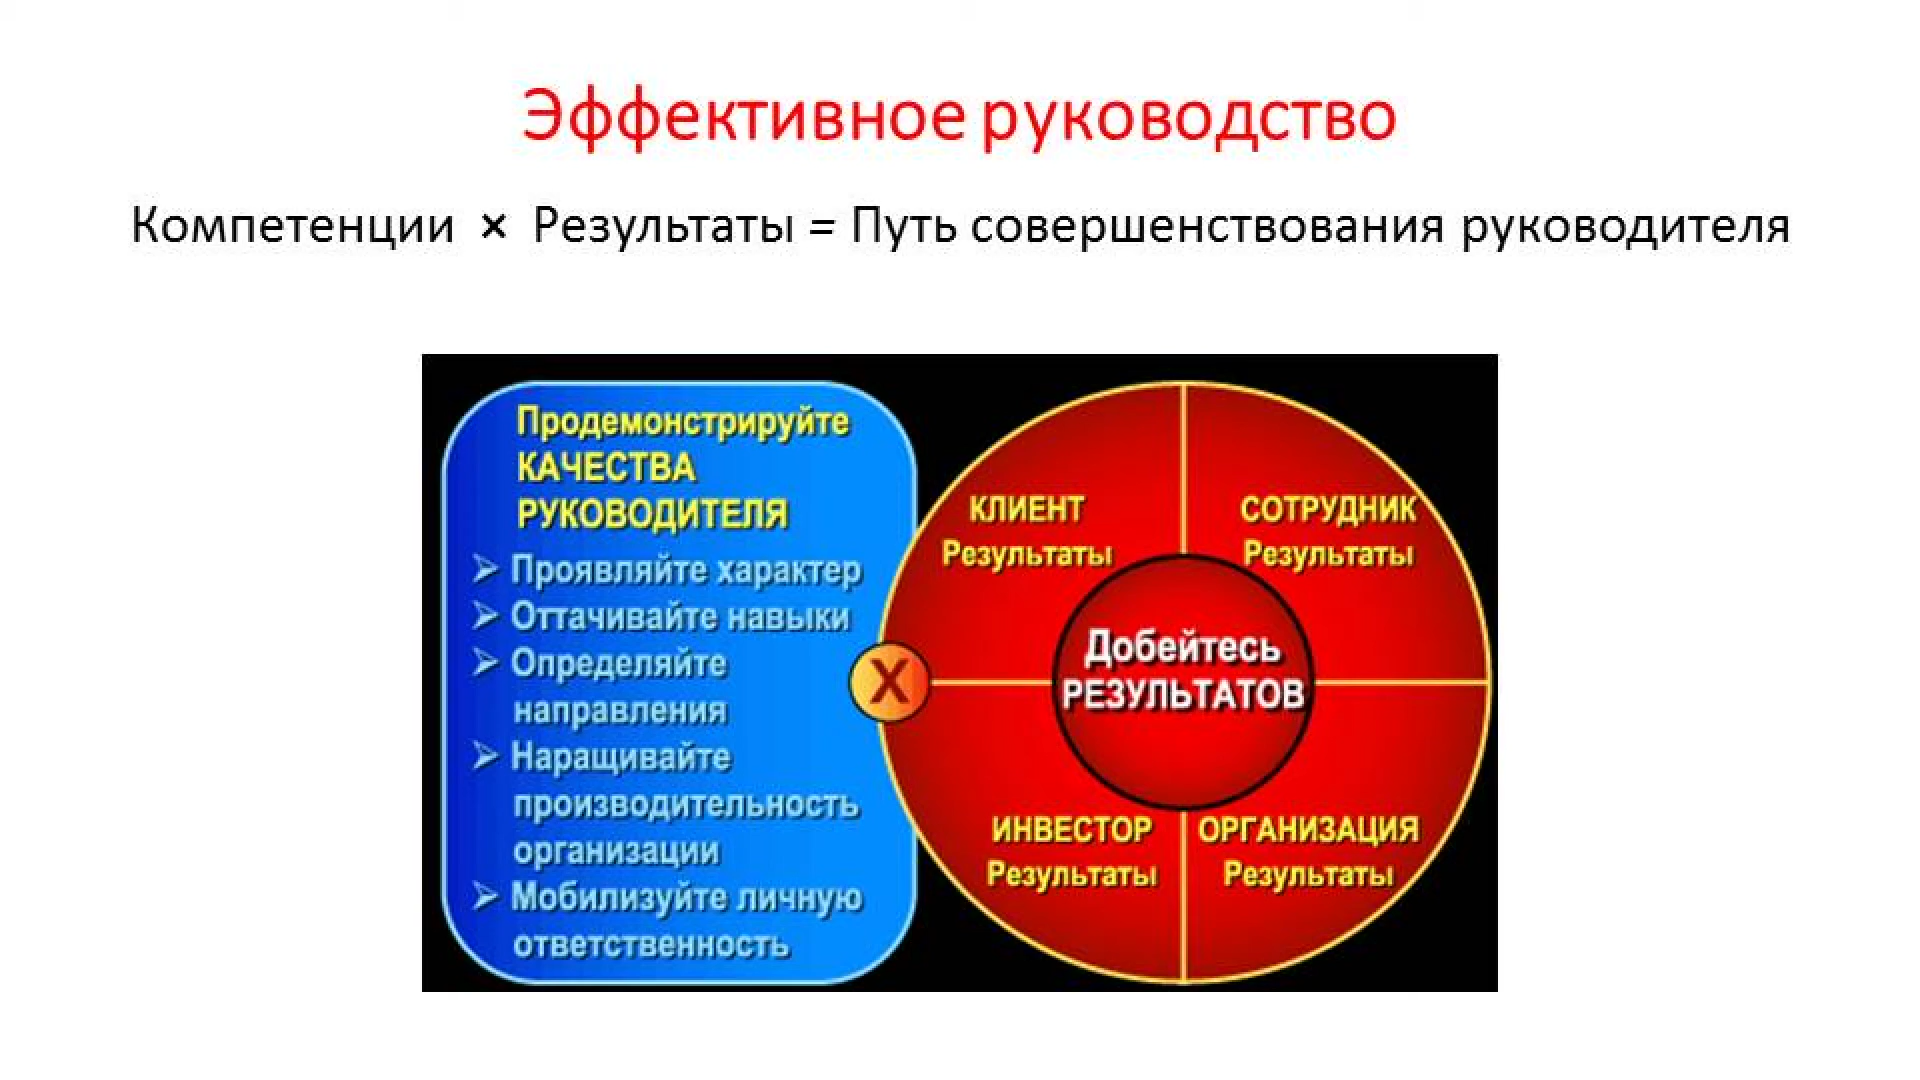 Эффективное руководство
Компетенции × Результаты = Путь совершенствования руководителя
Продемонстрируйте
КАЧЕСТВА
РУКОВОДИТЕЛЯ
➢ Проявляйте характер
➢ Оттачивайте навыки
➢ Определяйте
направления
➢ Наращивайте
производительность
организации
➢ Мобилизуйте личную
ответственность
X
КЛИЕНТ
Результаты
СОТРУДНИК
Результаты
Добейтесь
РЕЗУЛЬТАТОВ
ИНВЕСТОР
Результаты
ОРГАНИЗАЦИЯ
Результаты